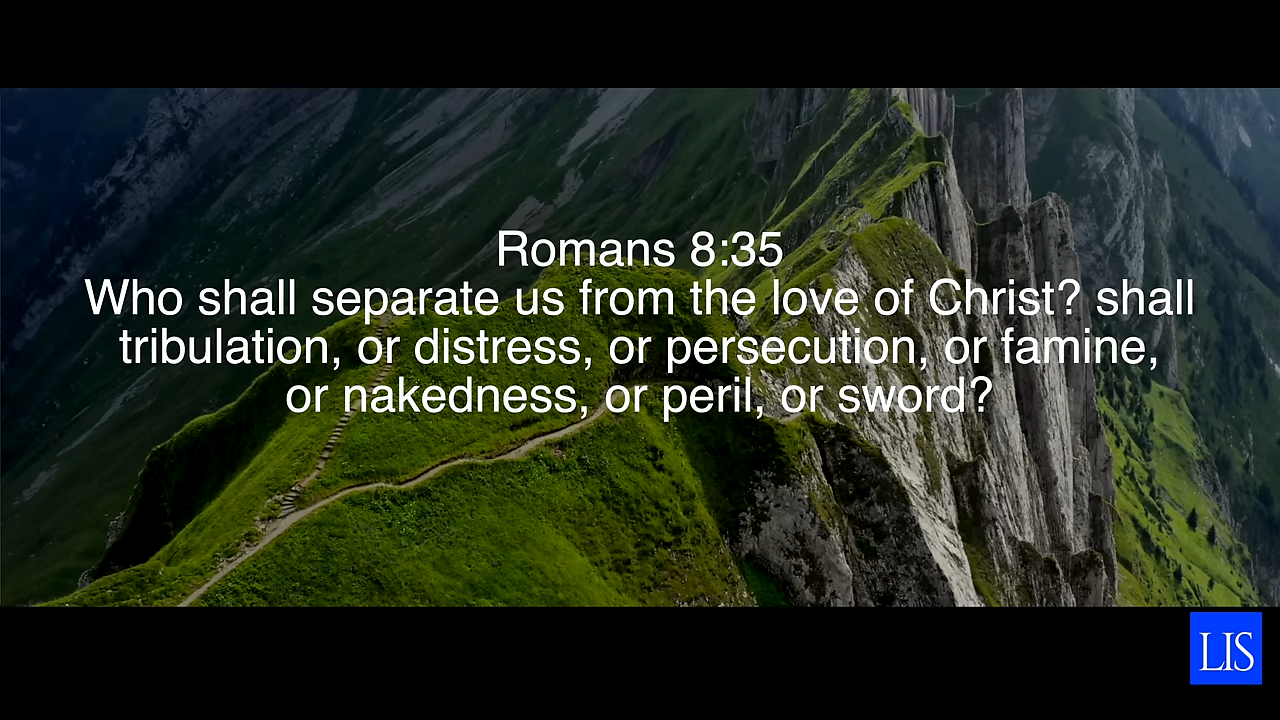 Romans 8:35
Who shall separate us from the love of Christ? shall
tribulation, or distress, or persecution, or famine,
or nakedness, or peril, or sword?
LIS